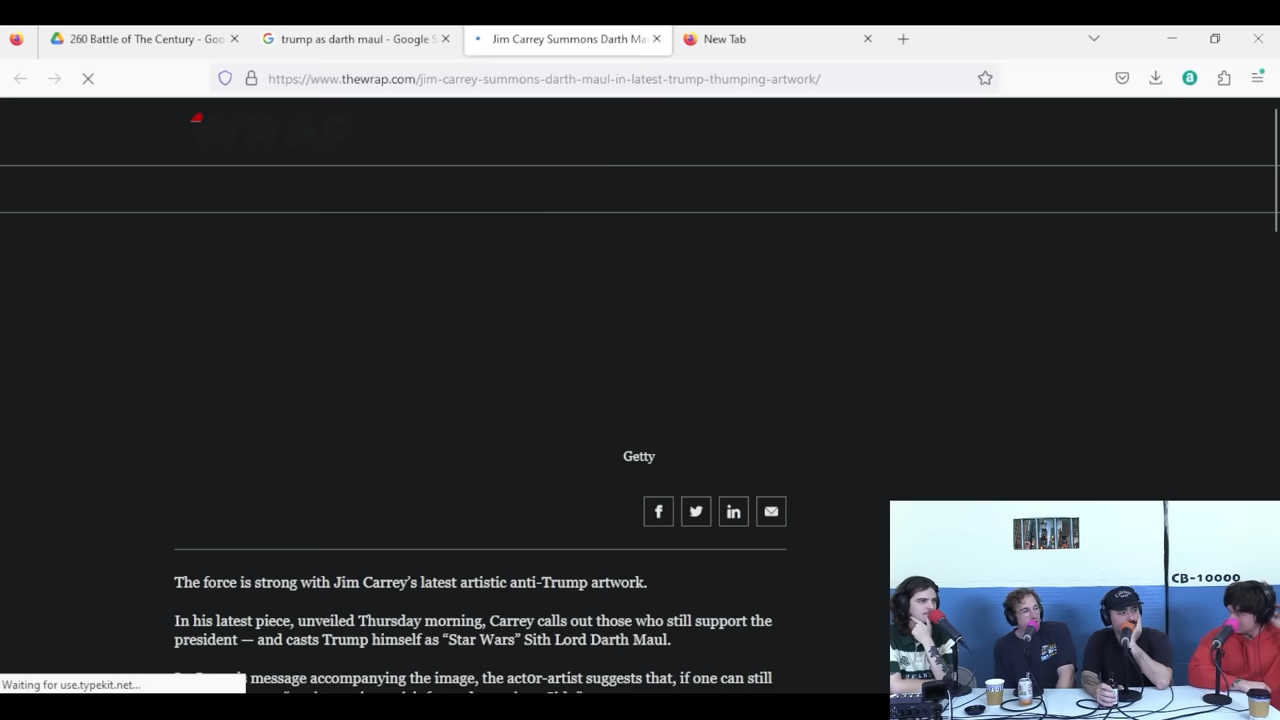 260 Battle of The Century - Goo
trump as darth maul - Google S
Jim Carrey Summons Darth Ma
New Tab
https://www.thewrap.com/jim-carrey-summons-darth-maul-in-latest-trump-thumping-artwork/
WRAP
Getty
The force is strong with Jim Carrey's latest artistic anti-Trump artwork.
In his latest piece, unveiled Thursday morning, Carrey calls out those who still support the
president — and casts Trump himself as “Star Wars” Sith Lord Darth Maul.
message accompanying the image, the actor-artist suggests that, if one can still
Waiting for use.typekit.net...
CB-10000